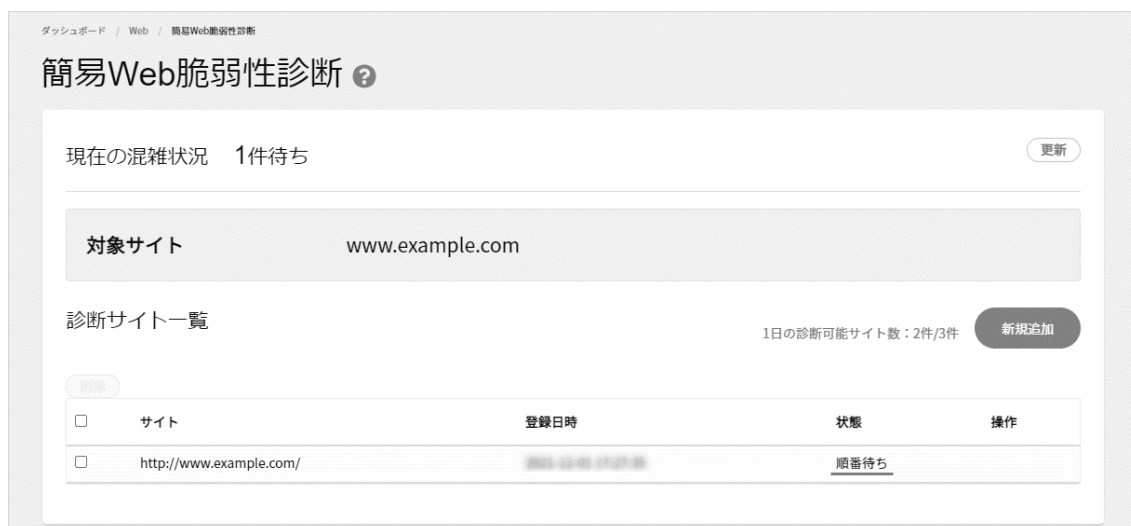 ダッシュボード / Web / 簡易Web脆弱性診断
簡易Web脆弱性診断 ?
現在の混雑状況 1件待ち 更新
対象サイト www.example.com
診断サイト一覧
1日の診断可能サイト数：2件/3件 新規追加
削除
サイト 登録日時 状態 操作
http://www.example.com/ 順番待ち